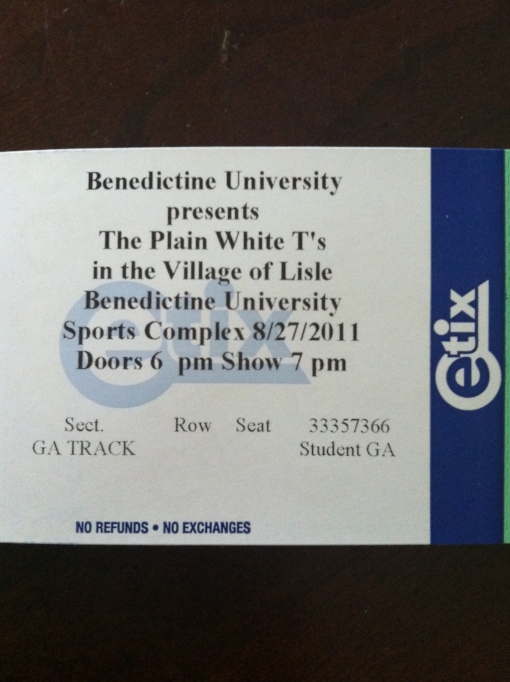 Benedictine University
presents
The Plain White T's
in the Village of Lisle
Benedictine University
Sports Complex 8/27/2011
Doors 6 pm Show 7 pm
etix
Sect. Row Seat 33357366
GA TRACK Student GA
NO REFUNDS • NO EXCHANGES
etix